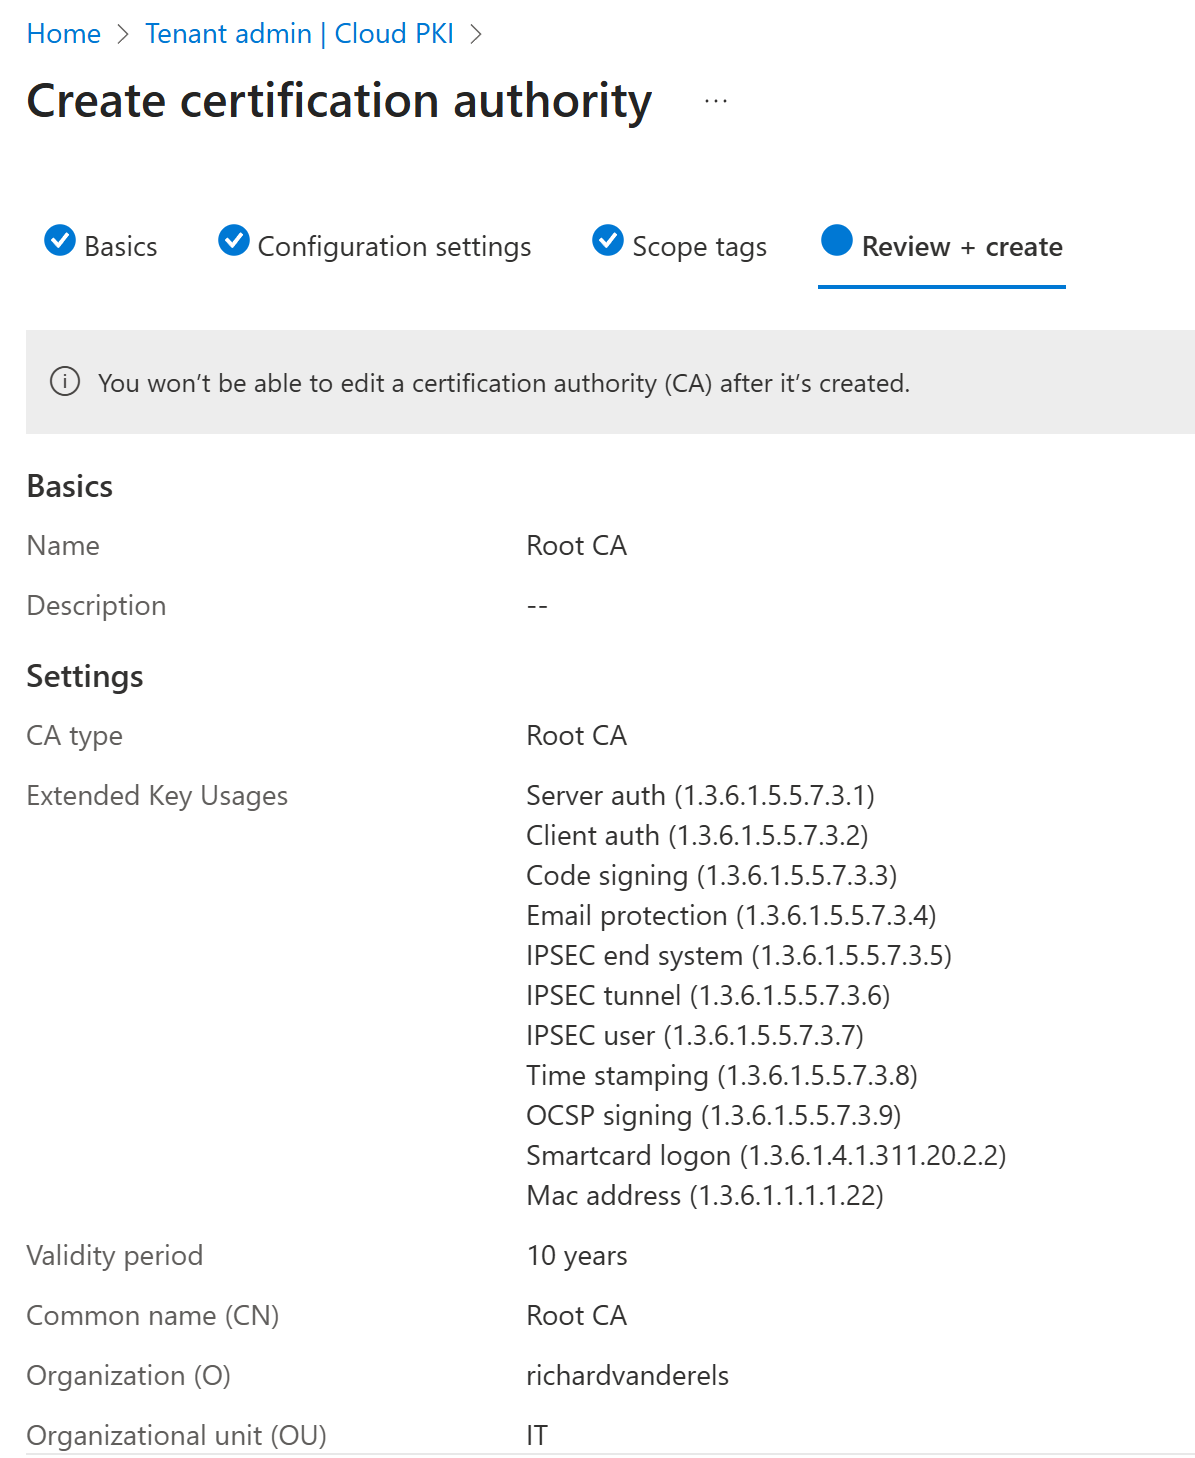 Home > Tenant admin | Cloud PKI >
Create certification authority ...
Basics Configuration settings Scope tags Review + create
You won’t be able to edit a certification authority (CA) after it’s created.
Basics
Name Root CA
Description --
Settings
CA type Root CA
Extended Key Usages Server auth (1.3.6.1.5.5.7.3.1)
Client auth (1.3.6.1.5.5.7.3.2)
Code signing (1.3.6.1.5.5.7.3.3)
Email protection (1.3.6.1.5.5.7.3.4)
IPSEC end system (1.3.6.1.5.5.7.3.5)
IPSEC tunnel (1.3.6.1.5.5.7.3.6)
IPSEC user (1.3.6.1.5.5.7.3.7)
Time stamping (1.3.6.1.5.5.7.3.8)
OCSP signing (1.3.6.1.5.5.7.3.9)
Smartcard logon (1.3.6.1.4.1.311.20.2.2)
Mac address (1.3.6.1.1.1.1.22)
Validity period 10 years
Common name (CN) Root CA
Organization (O) richardvanderels
Organizational unit (OU) IT